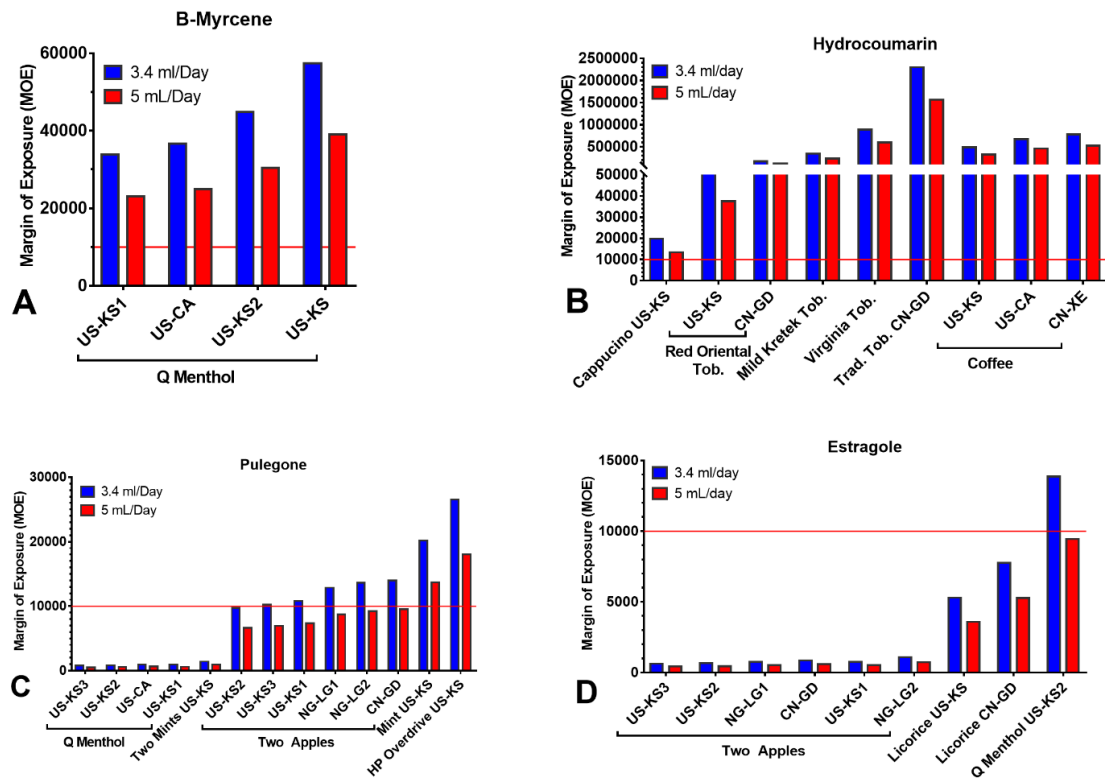 A
B-Myrcene
Margin of Exposure (MOE)
60000
40000
20000
0
3.4 ml/Day
5 mL/Day
US-KS1
US-CA
US-KS2
US-KS
Q Menthol
B
Hydrocoumarin
Margin of Exposure (MOE)
2500000
2000000
1500000
1000000
500000
50000
40000
30000
20000
10000
0
3.4 ml/day
5 mL/day
Cappucino US-KS
US-KS
CN-GD
Mild Kretek Tob.
Virginia Tob.
Trad. Tob. CN-GD
US-KS
US-CA
CN-XE
Red Oriental
Tob.
Coffee
C
Pulegone
Margin of Exposure (MOE)
30000
20000
10000
0
3.4 ml/Day
5 mL/Day
US-KS3
US-KS2
US-CA
US-KS1
Two Mints US-KS
US-KS2
US-KS3
US-KS1
NG-LG1
NG-LG2
CN-GD
Mint US-KS
HP Overdrive US-KS
Q Menthol
Two Apples
D
Estragole
Margin of Exposure (MOE)
15000
10000
5000
0
3.4 ml/day
5 mL/day
US-KS3
US-KS2
NG-LG1
CN-GD
US-KS1
NG-LG2
Licorice US-KS
Licorice CN-GD
Q Menthol US-KS2
Two Apples